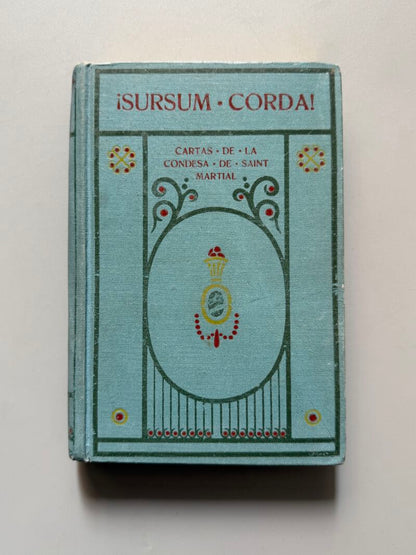 ¡SURSUM · CORDA!
CARTAS · DE · LA
CONDESA · DE · SAINT
MARTIAL